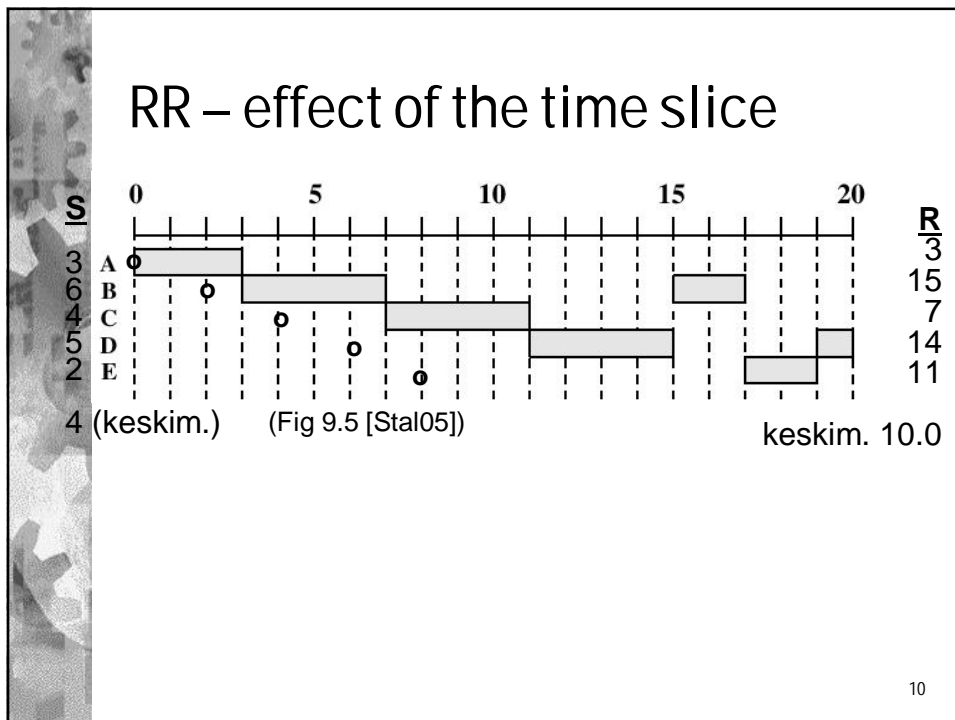 RR – effect of the time slice
0 5 10 15 20
S R
3 A 3
6 B 15
4 C 7
5 D 14
2 E 11
4 (keskim.) (Fig 9.5 [Stal05]) keskim. 10.0
10